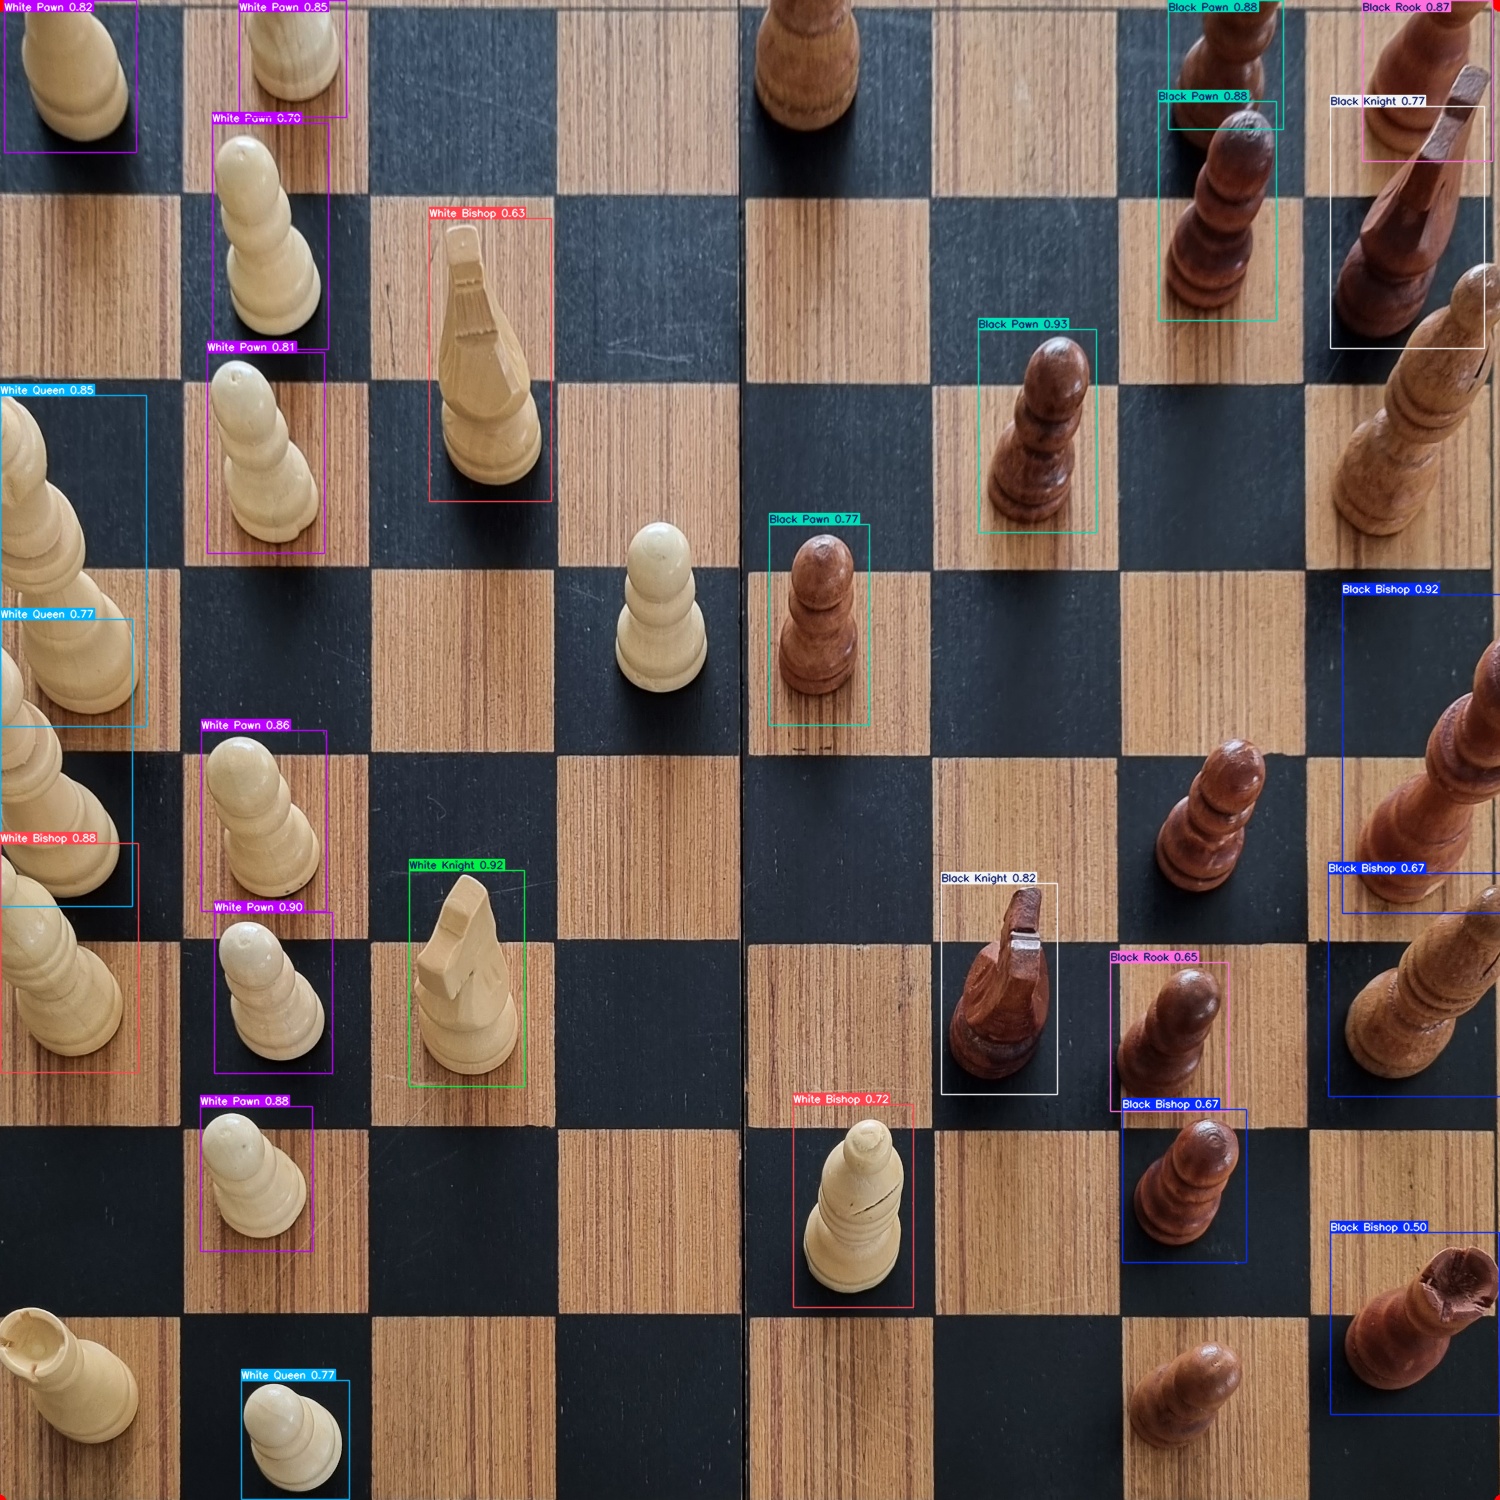 White Pawn 0.82
White Pawn 0.85
Black Pawn 0.88
Black Rook 0.87
Black Pawn 0.88
Black Knight 0.77
White Pawn 0.70
White Bishop 0.63
Black Pawn 0.93
White Pawn 0.81
White Queen 0.85
Black Pawn 0.77
Black Bishop 0.92
White Queen 0.77
White Pawn 0.86
White Bishop 0.88
White Knight 0.92
Black Bishop 0.67
Black Knight 0.82
White Pawn 0.90
Black Rook 0.65
White Bishop 0.72
White Pawn 0.88
Black Bishop 0.67
Black Bishop 0.50
White Queen 0.77